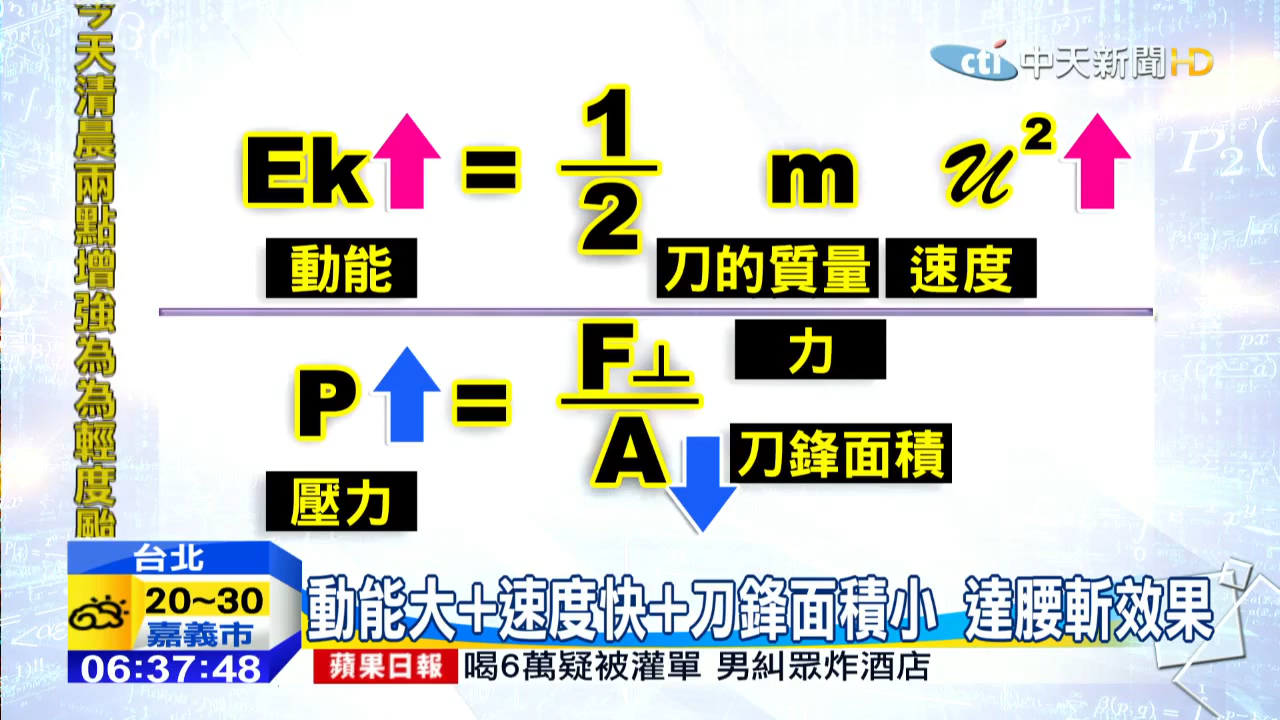 今天清晨兩點增強為為輕度颱
cti 中天新聞HD
Ek = 1/2 m 𝓊²
動能 刀的質量 速度
P = F⊥/A
力
刀鋒面積
壓力
台北
20~30
嘉義市
06:37:48
動能大+速度快+刀鋒面積小 達腰斬效果
蘋果日報 喝6萬疑被灌單 男糾眾炸酒店